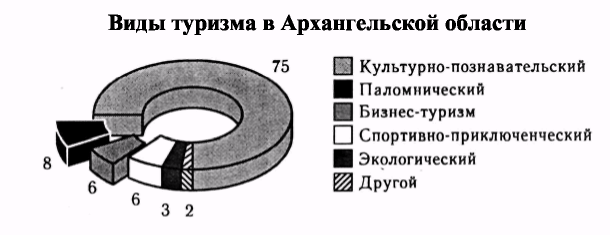 Виды туризма в Архангельской области
75
8
6
6
3
2
Культурно-познавательский
Паломнический
Бизнес-туризм
Спортивно-приключенческий
Экологический
Другой